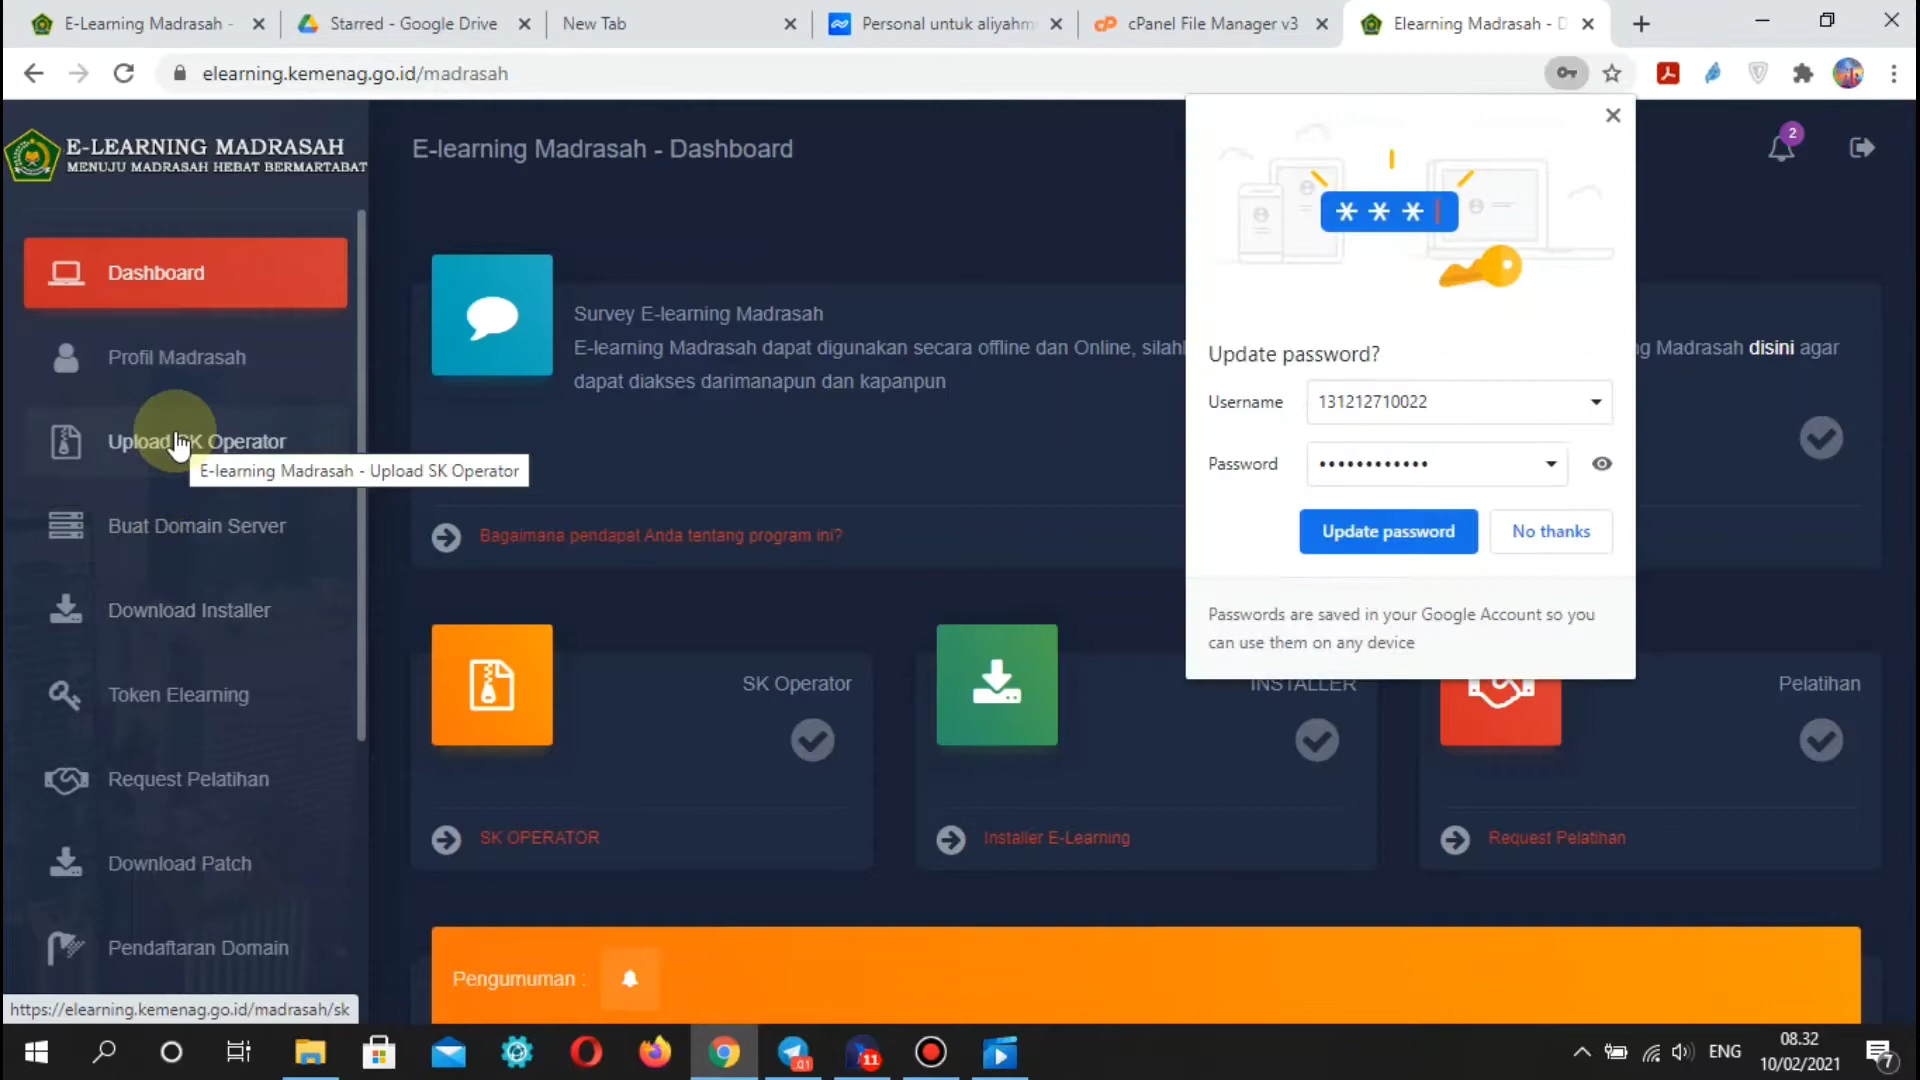 E-Learning Madrasah -
Starred - Google Drive
New Tab
Personal untuk aliyahm
cPanel File Manager v3
Elearning Madrasah - D
elearning.kemenag.go.id/madrasah
E-LEARNING MADRASAH
MENUJU MADRASAH HEBAT BERMARTABAT
E-learning Madrasah - Dashboard
2
Dashboard
Profil Madrasah
Upload SK Operator
E-learning Madrasah - Upload SK Operator
Buat Domain Server
Download Installer
Token Elearning
Request Pelatihan
Download Patch
Pendaftaran Domain
https://elearning.kemenag.go.id/madrasah/sk
Survey E-learning Madrasah
E-learning Madrasah dapat digunakan secara offline dan Online, silah
g Madrasah disini agar
dapat diakses darimanapun dan kapanpun
Bagaimana pendapat Anda tentang program ini?
* * *
Update password?
Username 131212710022
Password ••••••••••••
Update password No thanks
Passwords are saved in your Google Account so you
can use them on any device
SK Operator
SK OPERATOR
INSTALLER
Installer E-Learning
Pelatihan
Request Pelatihan
Pengumuman :
01
11
ENG
08.32
10/02/2021
7